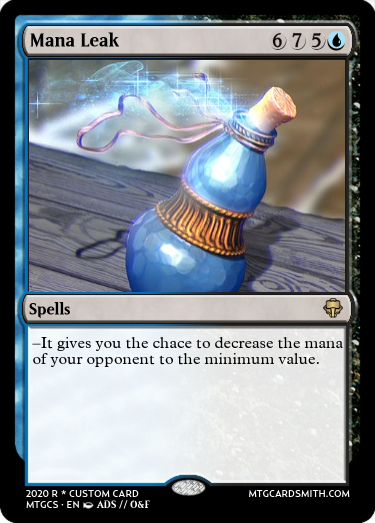 Mana Leak 6 7 5
Spells
–It gives you the chace to decrease the mana
of your opponent to the minimum value.
2020 R * CUSTOM CARD MTGCARDSMITH.COM
MTGCS · EN ADS // O&F